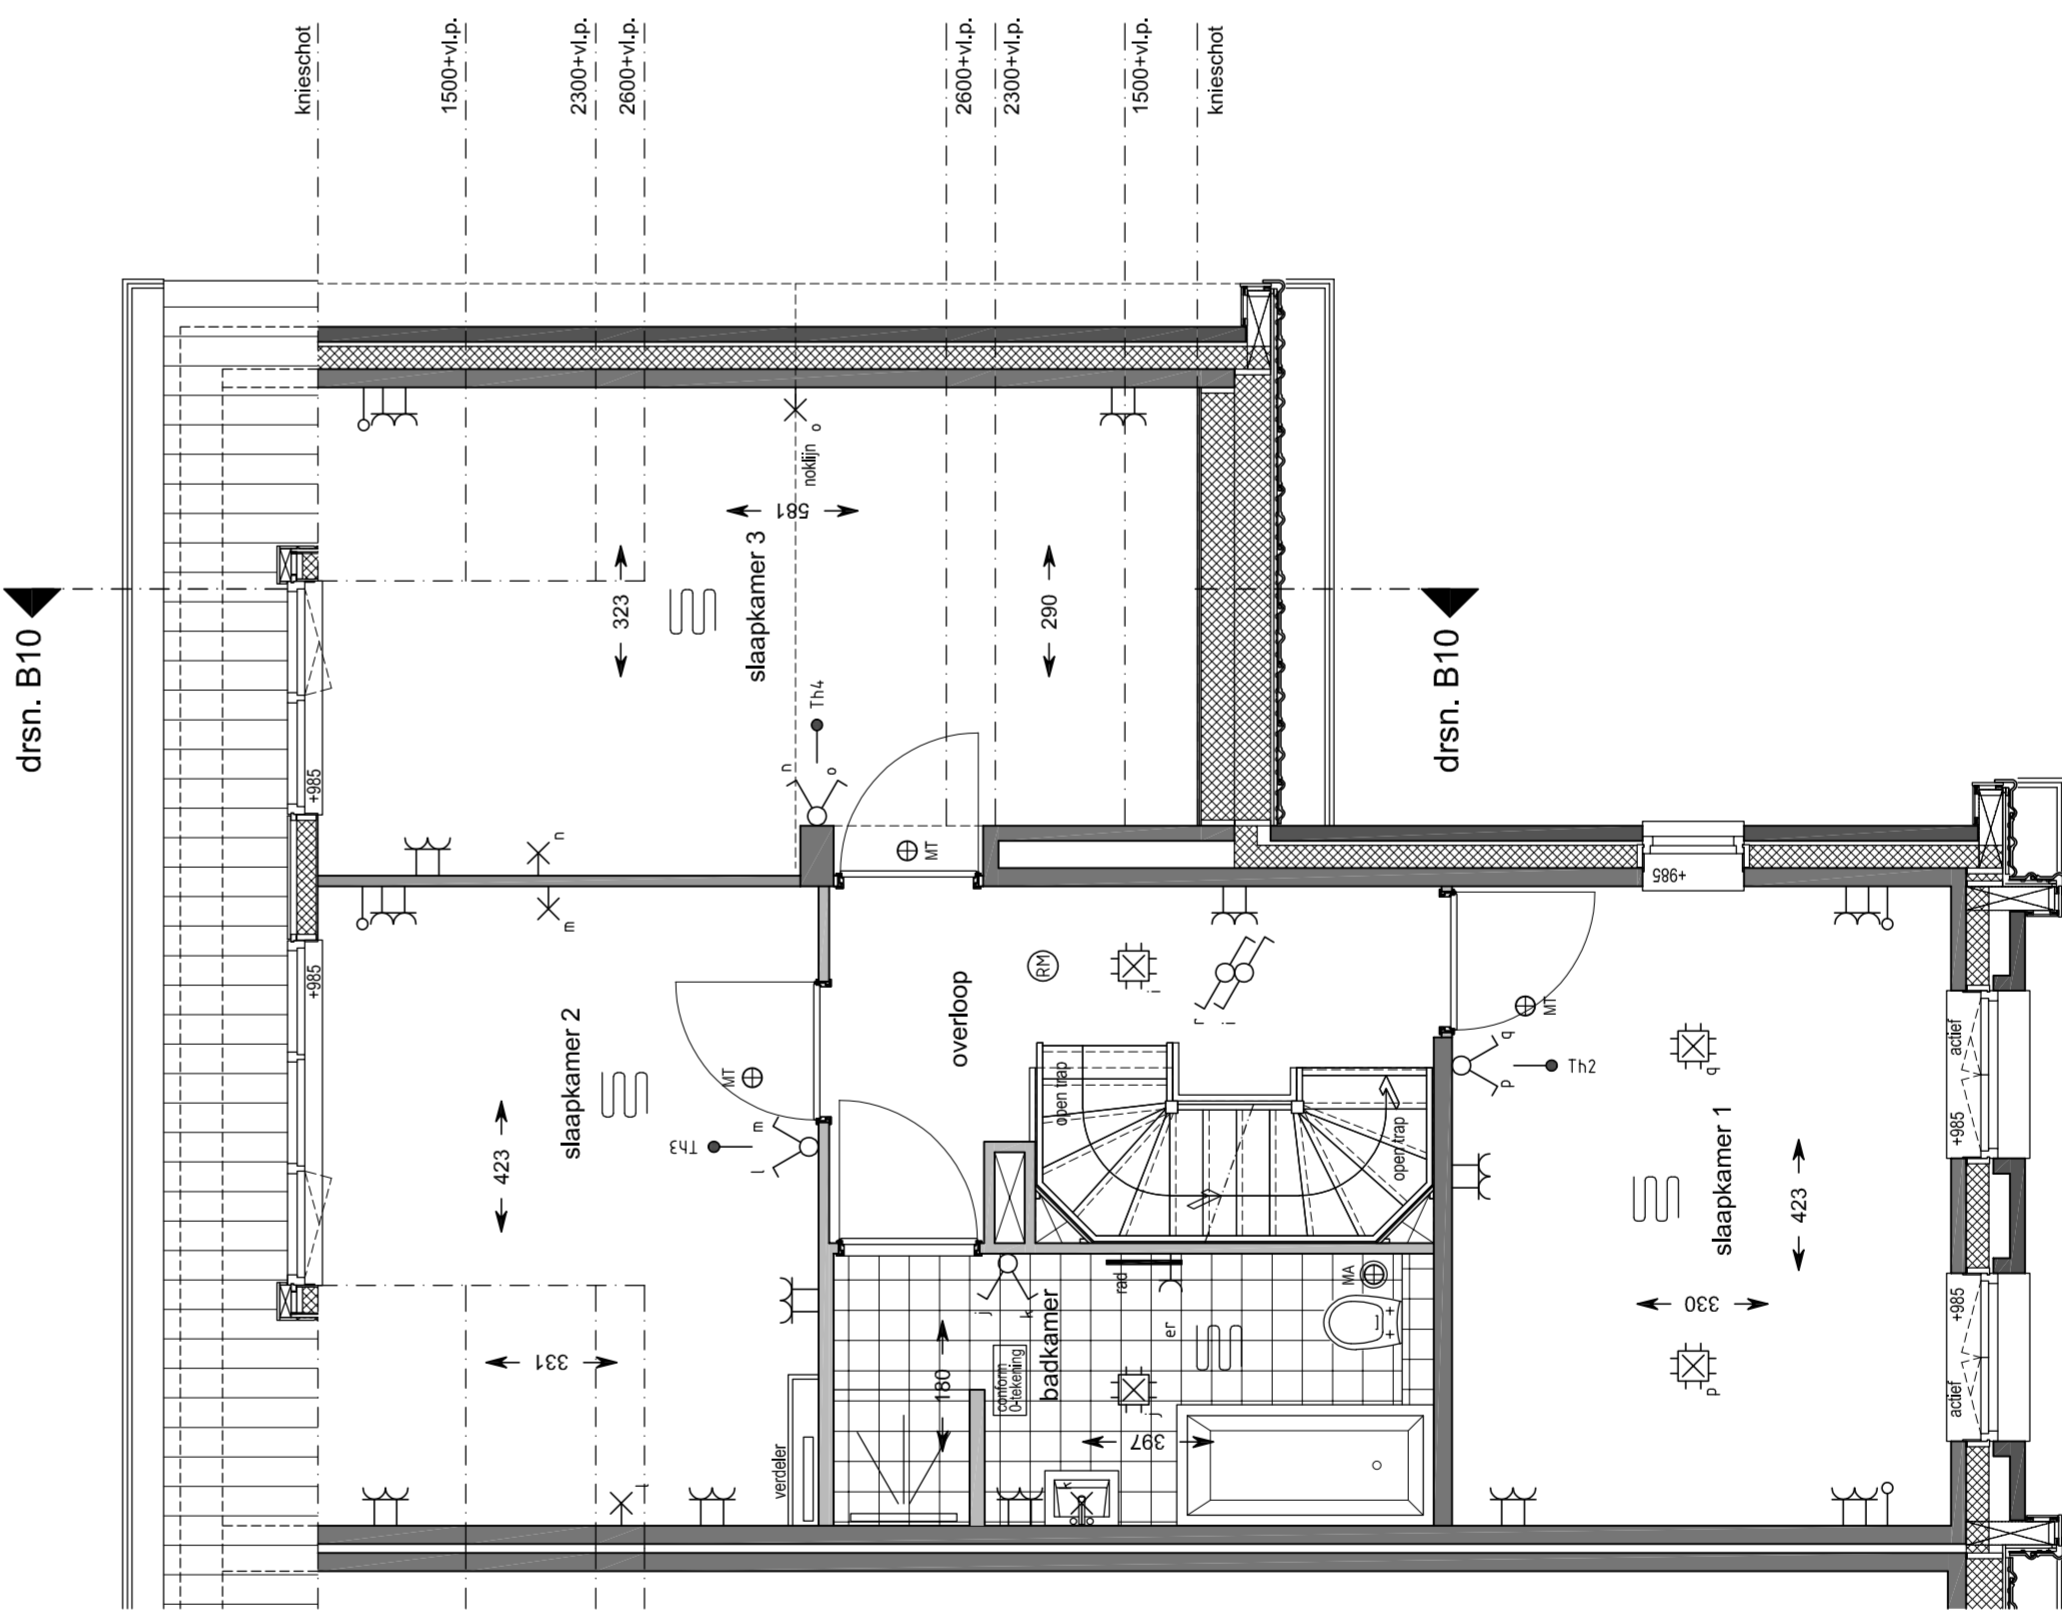 knieschot
1500+vl.p.
2300+vl.p.
2600+vl.p.
2600+vl.p.
2300+vl.p.
1500+vl.p.
knieschot
drsn. B10
drsn. B10
noklijn
o
581
323
slaapkamer 3
290
Th4
n
o
+985
MT
n
m
+985
+985
slaapkamer 2
423
MT
Th3
m
l
331
l
verdeler
overloop
RM
i
r
i
open trap
open trap
MT
q
p
Th2
q
actief
+985
slaapkamer 1
423
330
+985
actief
p
rad
MA
j
k
er
badkamer
conform
0-tekening
180
j
397
k